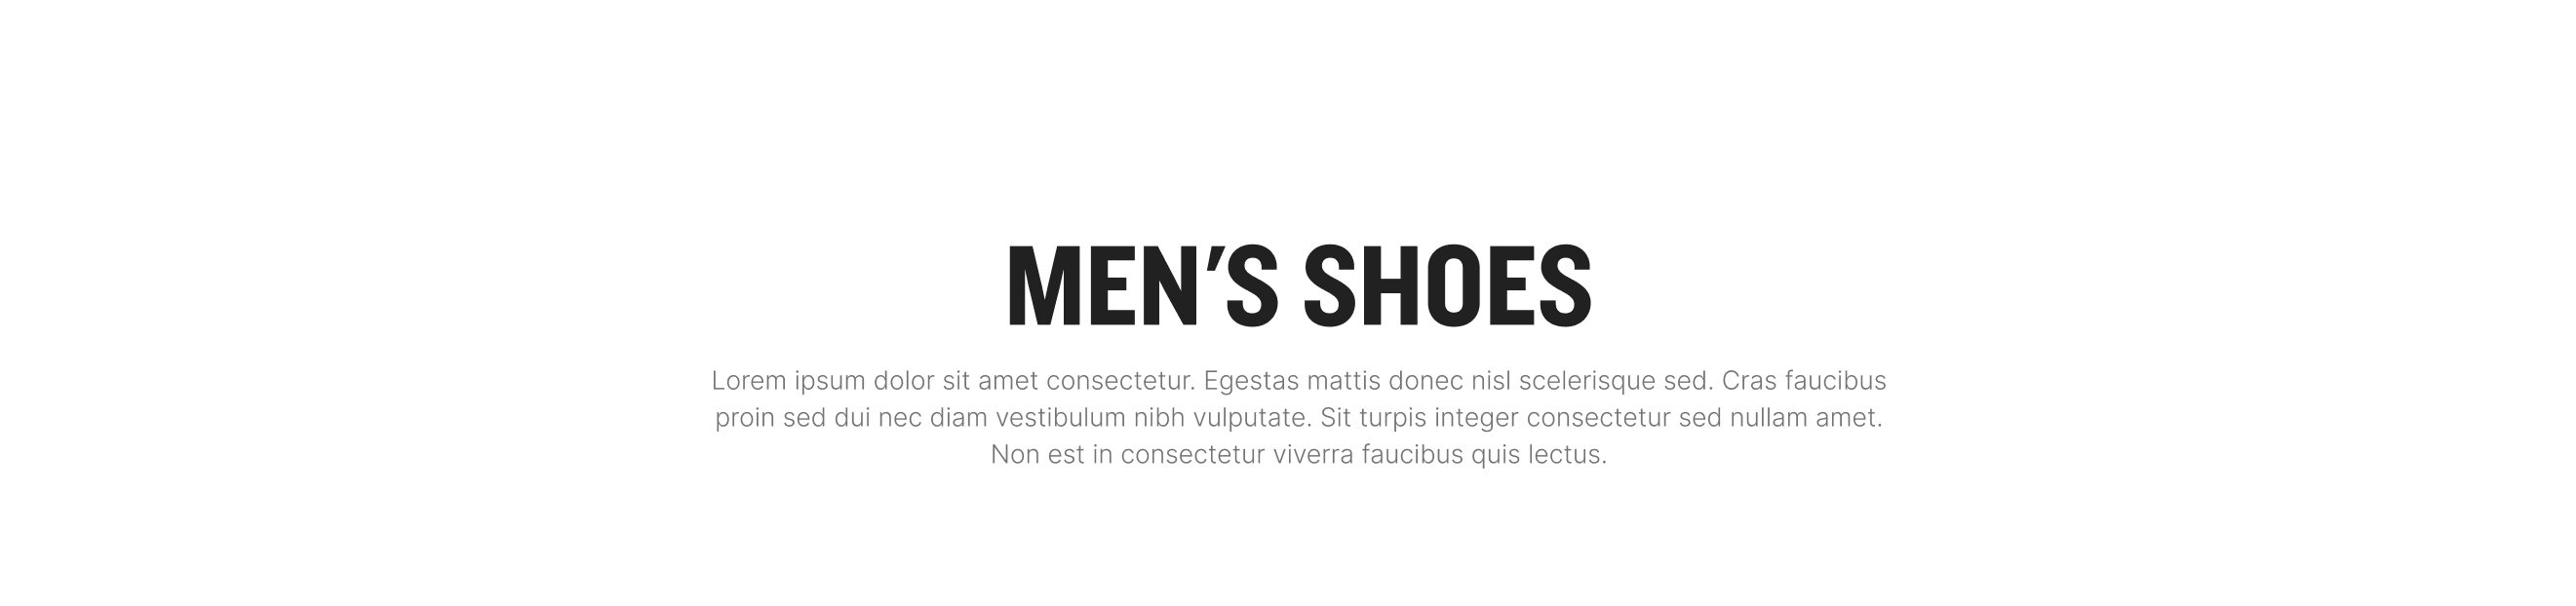 MEN’S SHOES
Lorem ipsum dolor sit amet consectetur. Egestas mattis donec nisl scelerisque sed. Cras faucibus
proin sed dui nec diam vestibulum nibh vulputate. Sit turpis integer consectetur sed nullam amet.
Non est in consectetur viverra faucibus quis lectus.